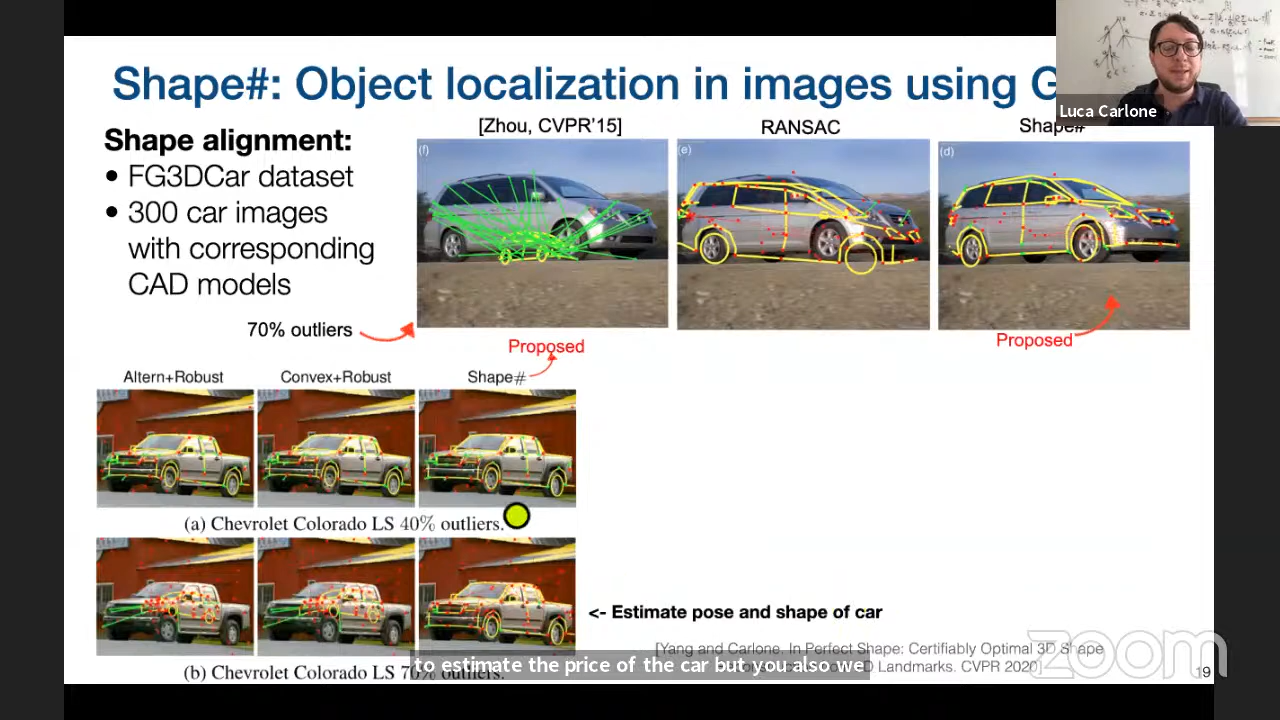 Shape#: Object localization in images using G
Luca Carlone
Shape alignment:
• FG3DCar dataset
• 300 car images
with corresponding
CAD models
[Zhou, CVPR'15]
RANSAC
Shape#
(f)
(e)
(d)
70% outliers
Proposed
Proposed
Altern+Robust
Convex+Robust
Shape#
(a) Chevrolet Colorado LS 40% outliers.
<- Estimate pose and shape of car
[Yang and Carlone. In Perfect Shape: Certifiably Optimal 3D Shape
D Landmarks. CVPR 2020]
(b) Chevrolet Colorado LS 70% outliers.
to estimate the price of the car but you also we
zoom
19